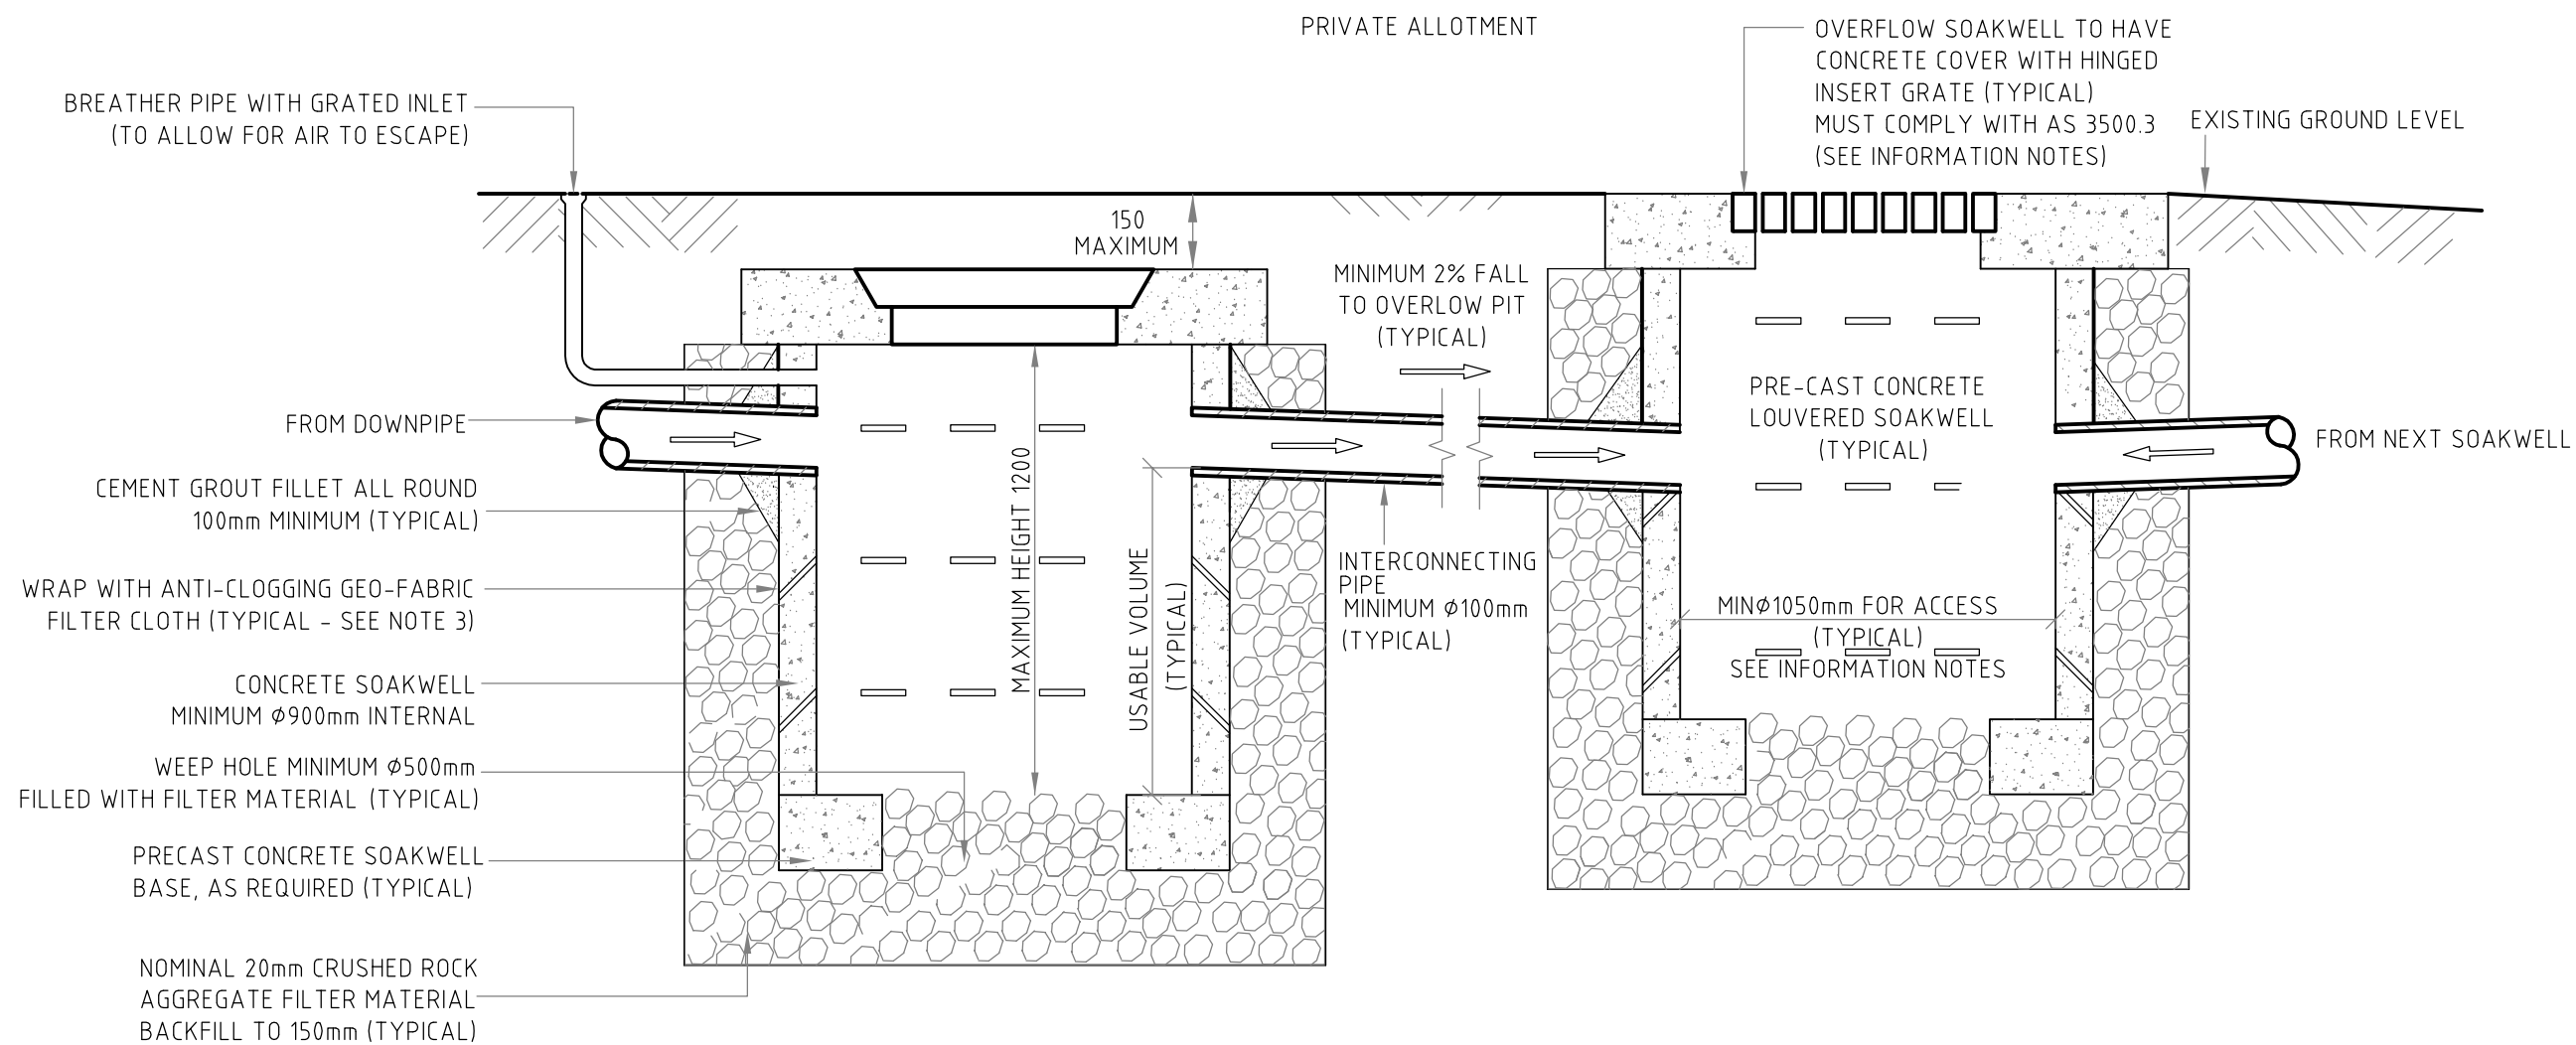 PRIVATE ALLOTMENT
OVERFLOW SOAKWELL TO HAVE
CONCRETE COVER WITH HINGED
INSERT GRATE (TYPICAL)
MUST COMPLY WITH AS 3500.3
(SEE INFORMATION NOTES)
EXISTING GROUND LEVEL
BREATHER PIPE WITH GRATED INLET
(TO ALLOW FOR AIR TO ESCAPE)
150
MAXIMUM
MINIMUM 2% FALL
TO OVERLOW PIT
(TYPICAL)
FROM DOWNPIPE
PRE-CAST CONCRETE
LOUVERED SOAKWELL
(TYPICAL)
FROM NEXT SOAKWELL
CEMENT GROUT FILLET ALL ROUND
100mm MINIMUM (TYPICAL)
MAXIMUM HEIGHT 1200
USABLE VOLUME
(TYPICAL)
INTERCONNECTING
PIPE
MINIMUM Ø100mm
(TYPICAL)
WRAP WITH ANTI-CLOGGING GEO-FABRIC
FILTER CLOTH (TYPICAL - SEE NOTE 3)
MINØ1050mm FOR ACCESS
(TYPICAL)
SEE INFORMATION NOTES
CONCRETE SOAKWELL
MINIMUM Ø900mm INTERNAL
WEEP HOLE MINIMUM Ø500mm
FILLED WITH FILTER MATERIAL (TYPICAL)
PRECAST CONCRETE SOAKWELL
BASE, AS REQUIRED (TYPICAL)
NOMINAL 20mm CRUSHED ROCK
AGGREGATE FILTER MATERIAL
BACKFILL TO 150mm (TYPICAL)